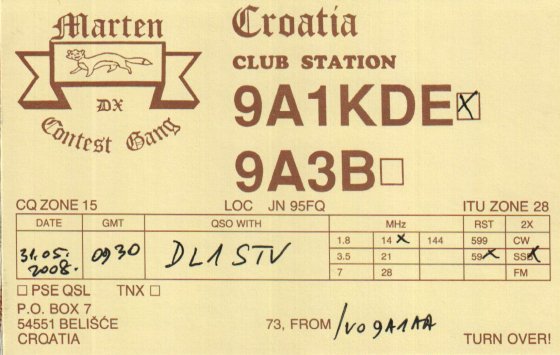 Marten
DX
Contest Gang
Croatia
CLUB STATION
9A1KDE ☒
9A3B ☐
CQ ZONE 15 LOC JN 95FQ ITU ZONE 28
DATE GMT QSO WITH MHz RST 2X
31.05.2008. 0930 DL1STV
1.8 14 x 144 599 CW
3.5 21 59 x SSB x
7 28 FM
☐ PSE QSL TNX ☐
P.O. BOX 7
54551 BELIŠĆE
CROATIA
73, FROM /VO 9A1AA
TURN OVER!